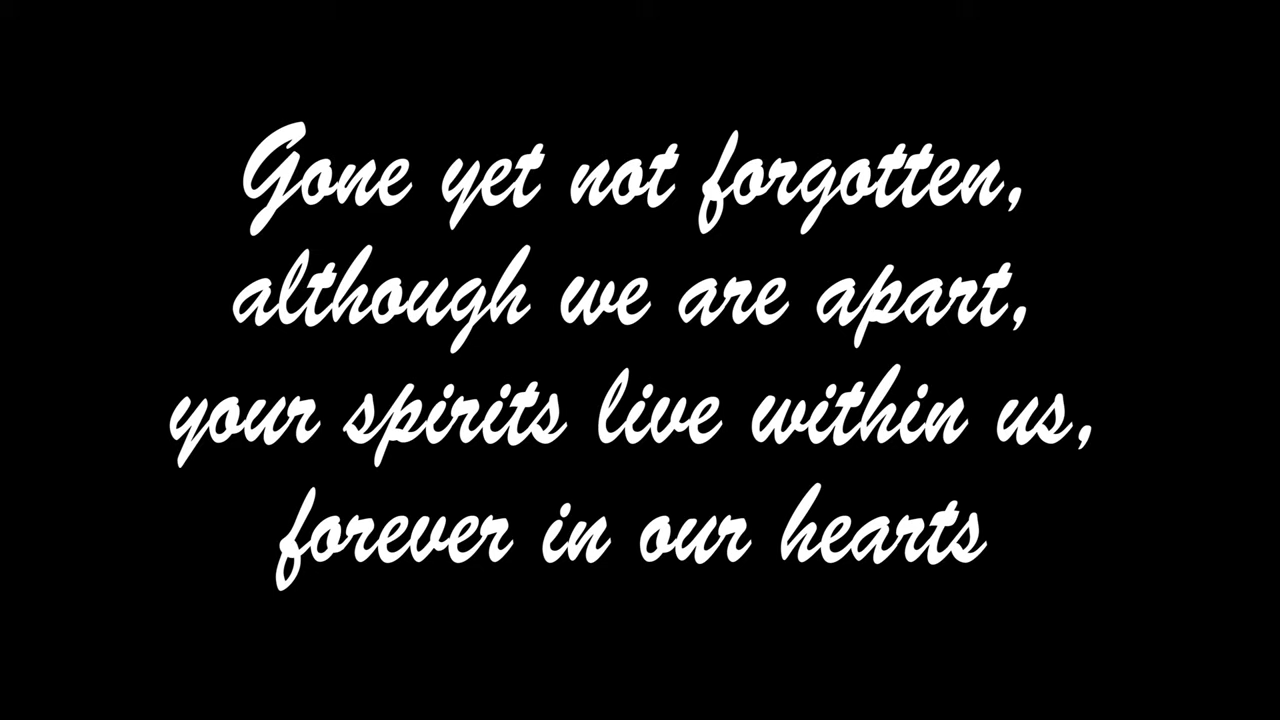 Gone yet not forgotten,
although we are apart,
your spirits live within us,
forever in our hearts